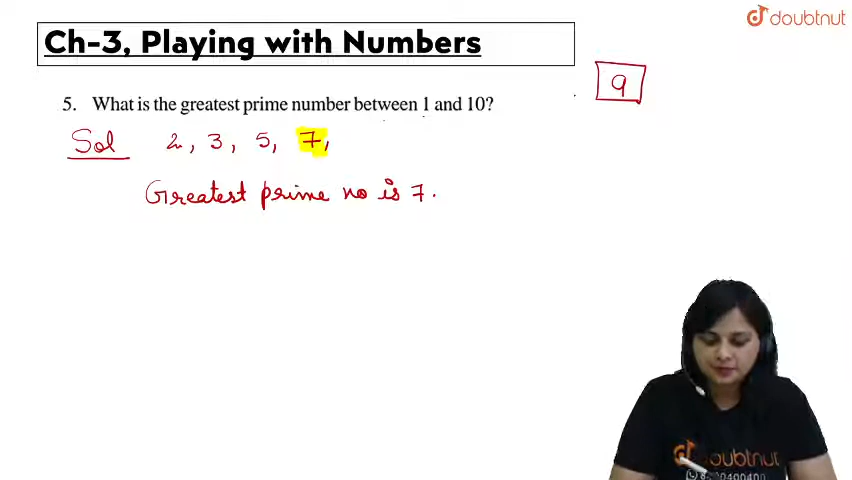 doubtnut
Ch-3, Playing with Numbers
9
5. What is the greatest prime number between 1 and 10?
Sol 2, 3, 5, 7,
Greatest prime no is 7.
doubtnut